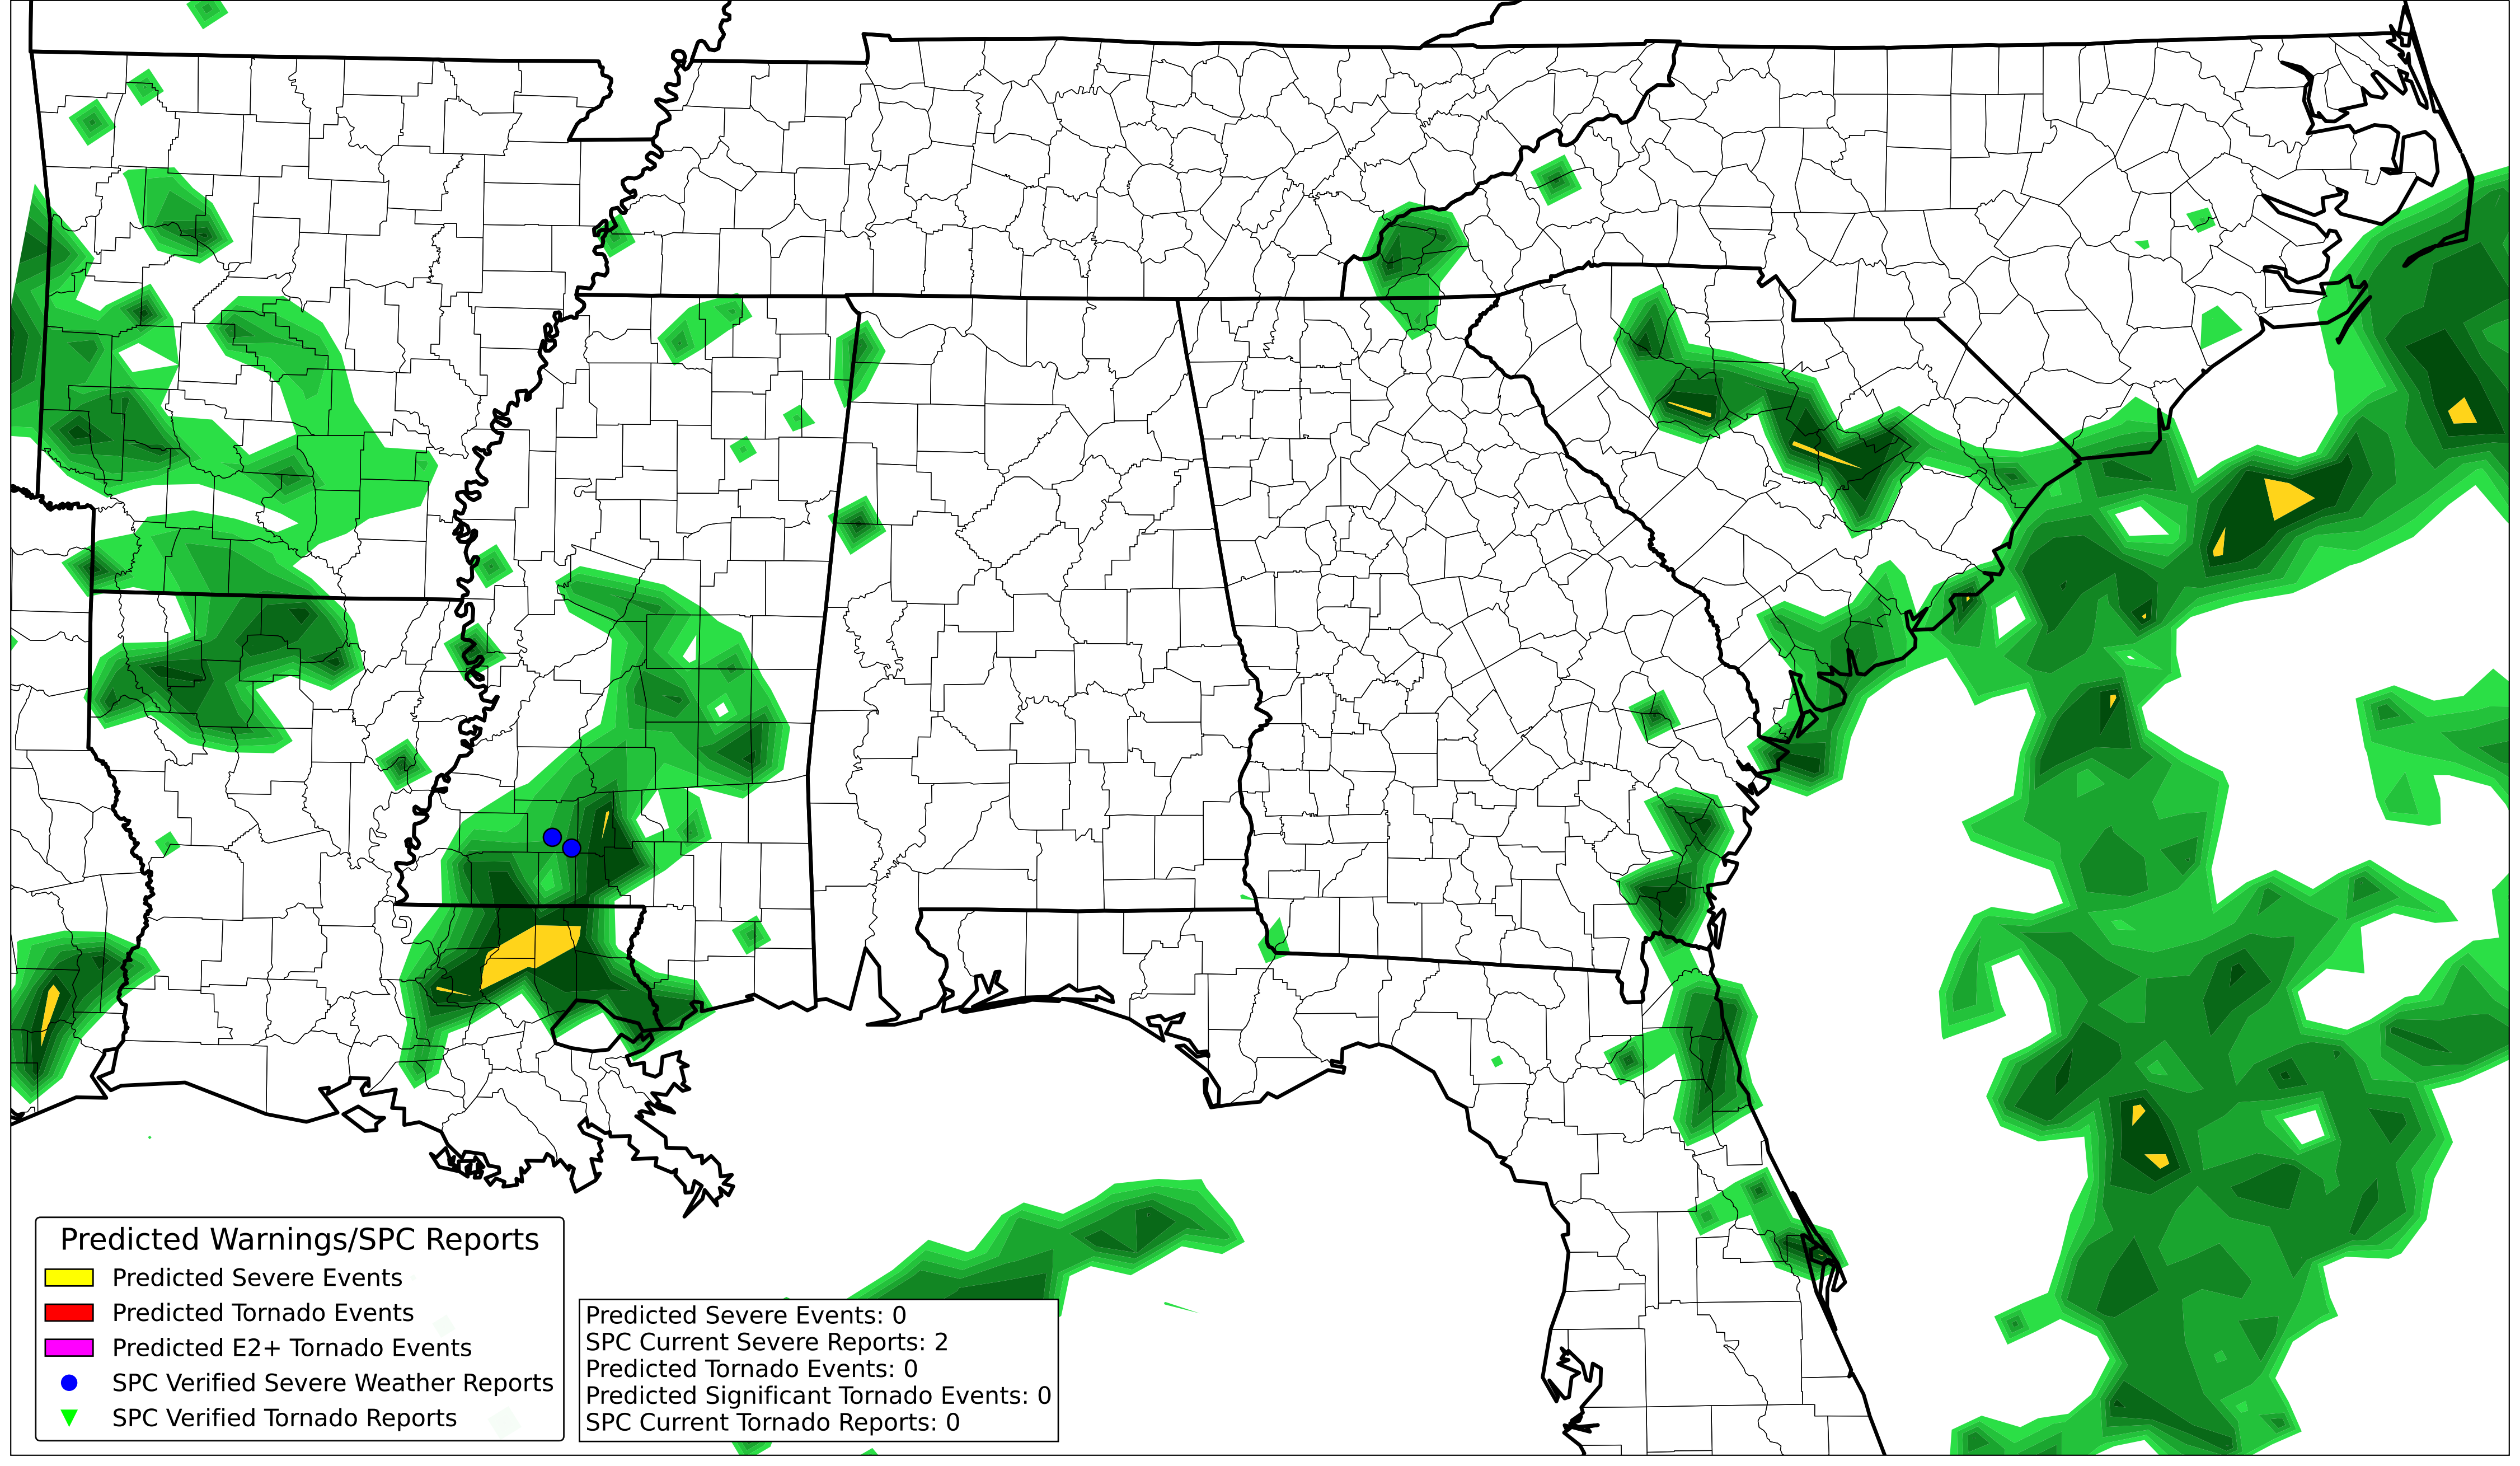 Predicted Warnings/SPC Reports
Predicted Severe Events
Predicted Tornado Events
Predicted E2+ Tornado Events
SPC Verified Severe Weather Reports
SPC Verified Tornado Reports
Predicted Severe Events: 0
SPC Current Severe Reports: 2
Predicted Tornado Events: 0
Predicted Significant Tornado Events: 0
SPC Current Tornado Reports: 0